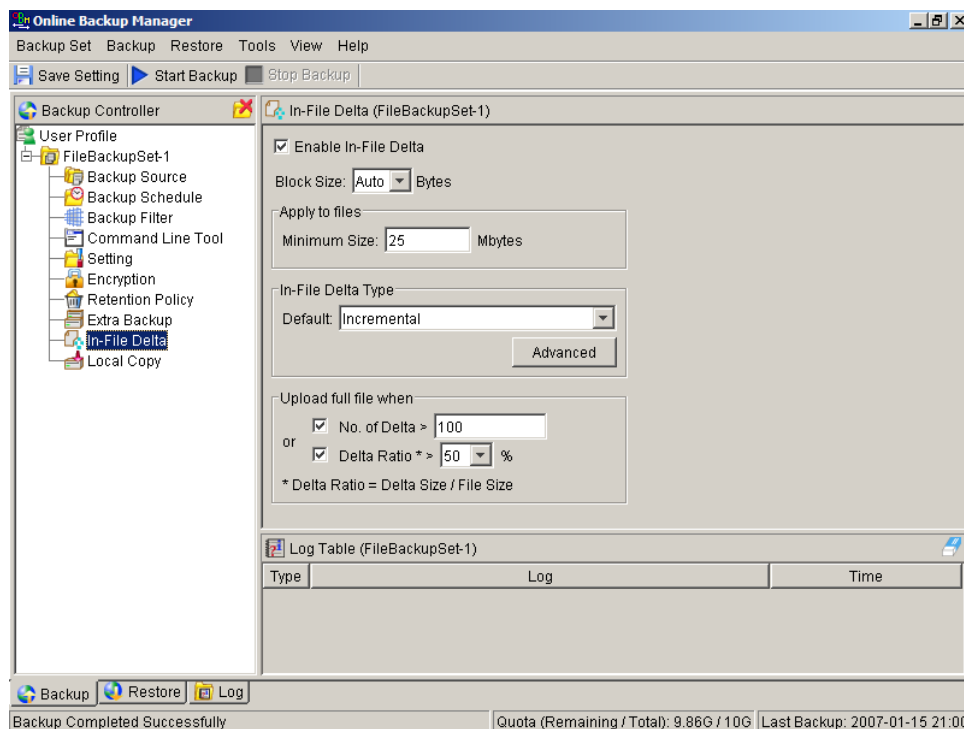 Online Backup Manager
Backup Set Backup Restore Tools View Help
Save Setting Start Backup Stop Backup
Backup Controller
User Profile
FileBackupSet-1
Backup Source
Backup Schedule
Backup Filter
Command Line Tool
Setting
Encryption
Retention Policy
Extra Backup
In-File Delta
Local Copy
In-File Delta (FileBackupSet-1)
Enable In-File Delta
Block Size: Auto Bytes
Apply to files
Minimum Size: 25 Mbytes
In-File Delta Type
Default: Incremental
Advanced
Upload full file when
No. of Delta > 100
or
Delta Ratio * > 50 %
* Delta Ratio = Delta Size / File Size
Log Table (FileBackupSet-1)
Type Log Time
Backup Restore Log
Backup Completed Successfully Quota (Remaining / Total): 9.86G / 10G Last Backup: 2007-01-15 21:00